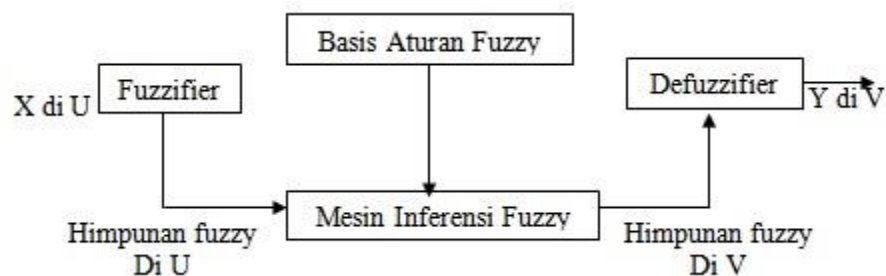 Basis Aturan Fuzzy
X di U
Fuzzifier
Defuzzifier
Y di V
Mesin Inferensi Fuzzy
Himpunan fuzzy
Di U
Himpunan fuzzy
Di V